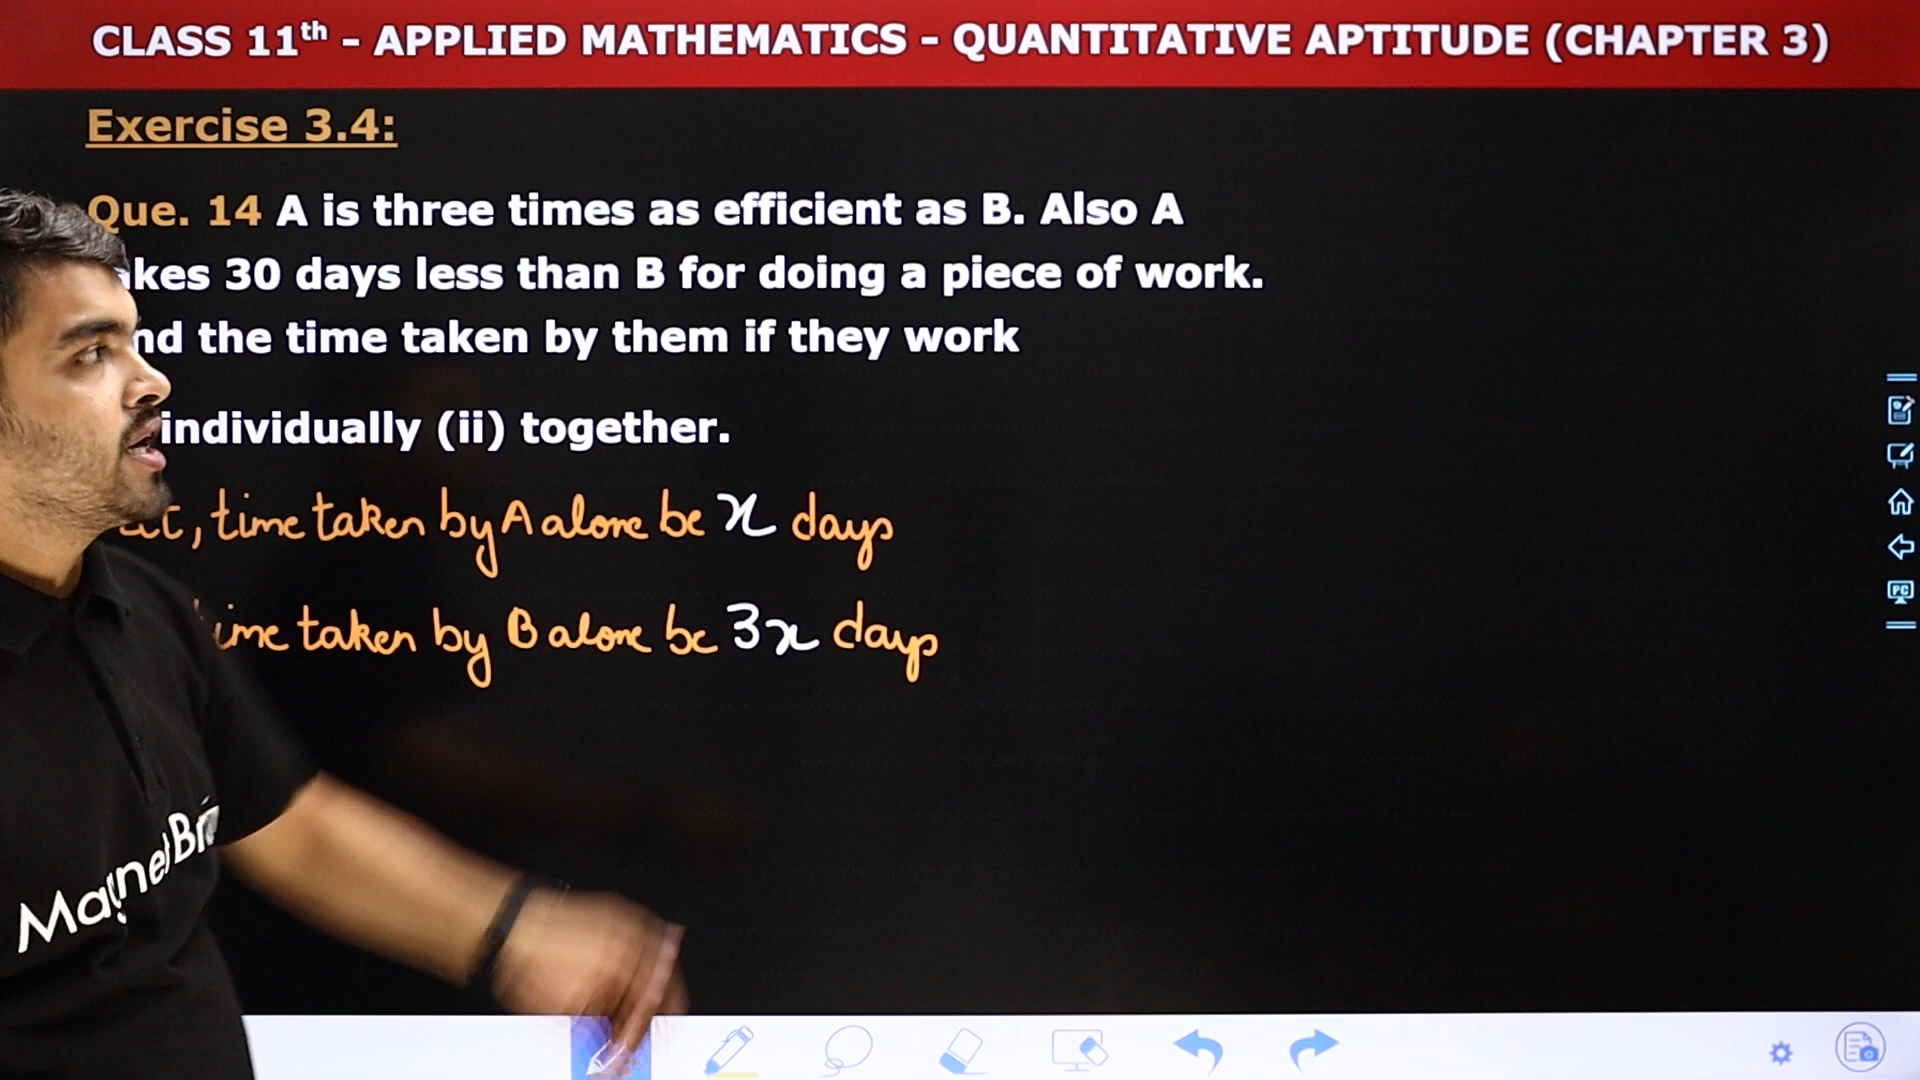 CLASS 11th - APPLIED MATHEMATICS - QUANTITATIVE APTITUDE (CHAPTER 3)
Exercise 3.4:
Que. 14 A is three times as efficient as B. Also A
akes 30 days less than B for doing a piece of work.
nd the time taken by them if they work
individually (ii) together.
time taken by A alone be x days
ime taken by B alone be 3x days
MagnetBr
PC